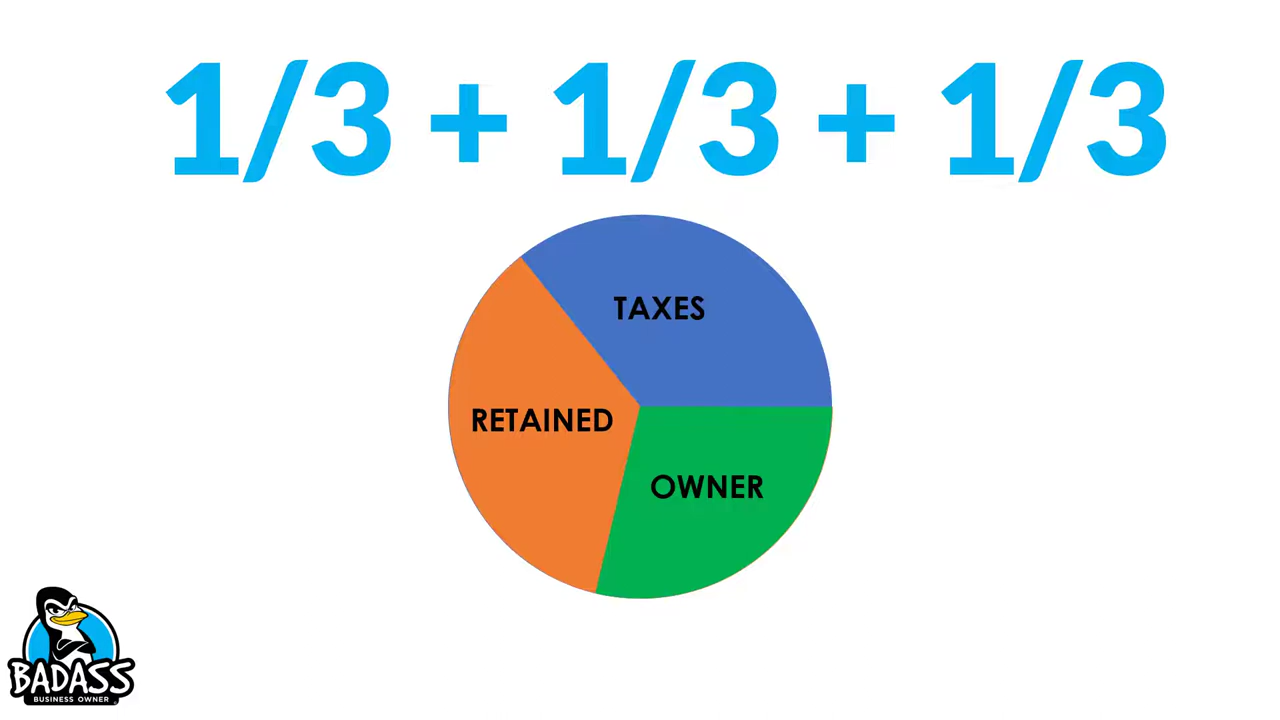 1/3 + 1/3 + 1/3
TAXES
RETAINED
OWNER
BADASS
BUSINESS OWNER